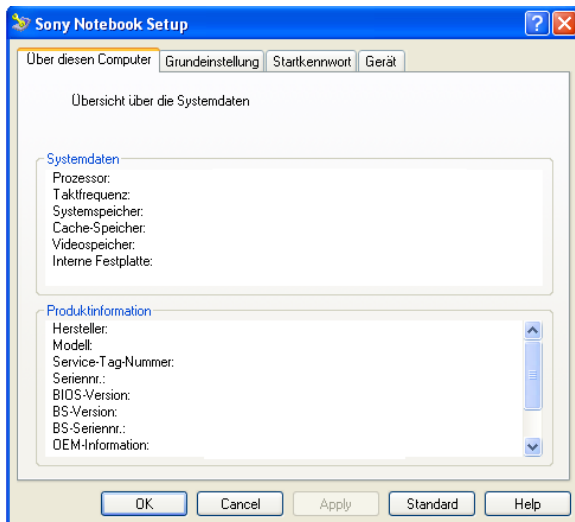 Sony Notebook Setup
Über diesen Computer Grundeinstellung Startkennwort Gerät
Übersicht über die Systemdaten
Systemdaten
Prozessor:
Taktfrequenz:
Systemspeicher:
Cache-Speicher:
Videospeicher:
Interne Festplatte:
Produktinformation
Hersteller:
Modell:
Service-Tag-Nummer:
Seriennr.:
BIOS-Version:
BS-Version:
BS-Seriennr.:
OEM-Information:
OK Cancel Apply Standard Help